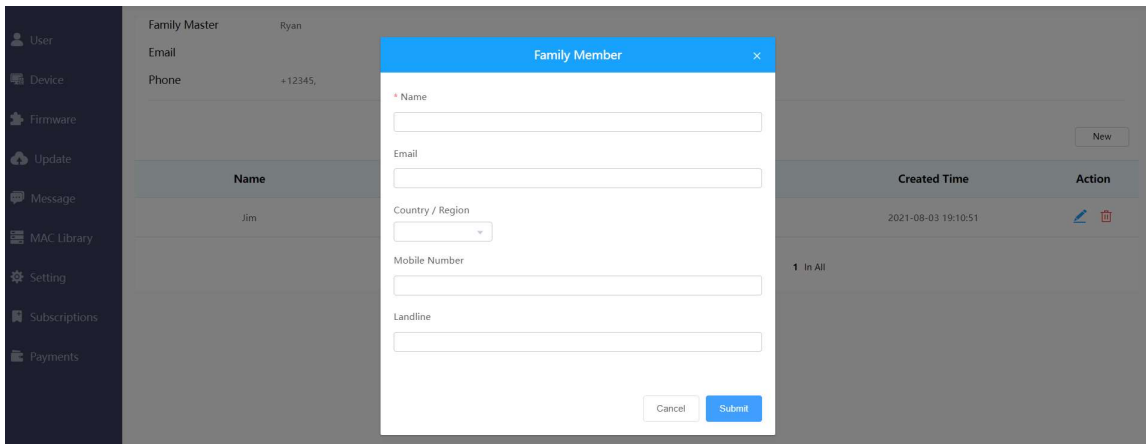 User
Device
Firmware
Update
Message
MAC Library
Setting
Subscriptions
Payments
Family Master Ryan
Email
Phone +12345,
New
Name Created Time Action
Jim 2021-08-03 19:10:51
1 In All
Family Member ×
* Name
Email
Country / Region
Mobile Number
Landline
Cancel Submit